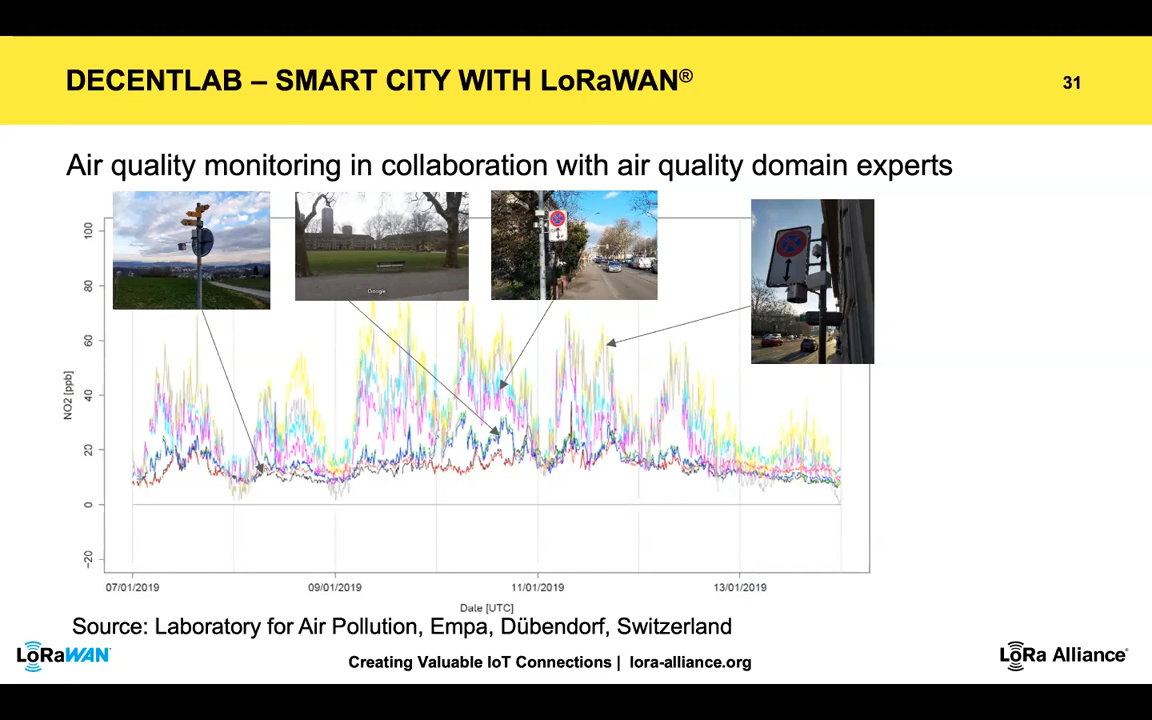 DECENTLAB – SMART CITY WITH LoRaWAN®
31
Air quality monitoring in collaboration with air quality domain experts
100
80
60
40
20
0
-20
NO2 [ppb]
Google
07/01/2019 09/01/2019 11/01/2019 13/01/2019
Date [UTC]
Source: Laboratory for Air Pollution, Empa, Dübendorf, Switzerland
LoRaWAN
Creating Valuable IoT Connections | lora-alliance.org
LoRa Alliance®